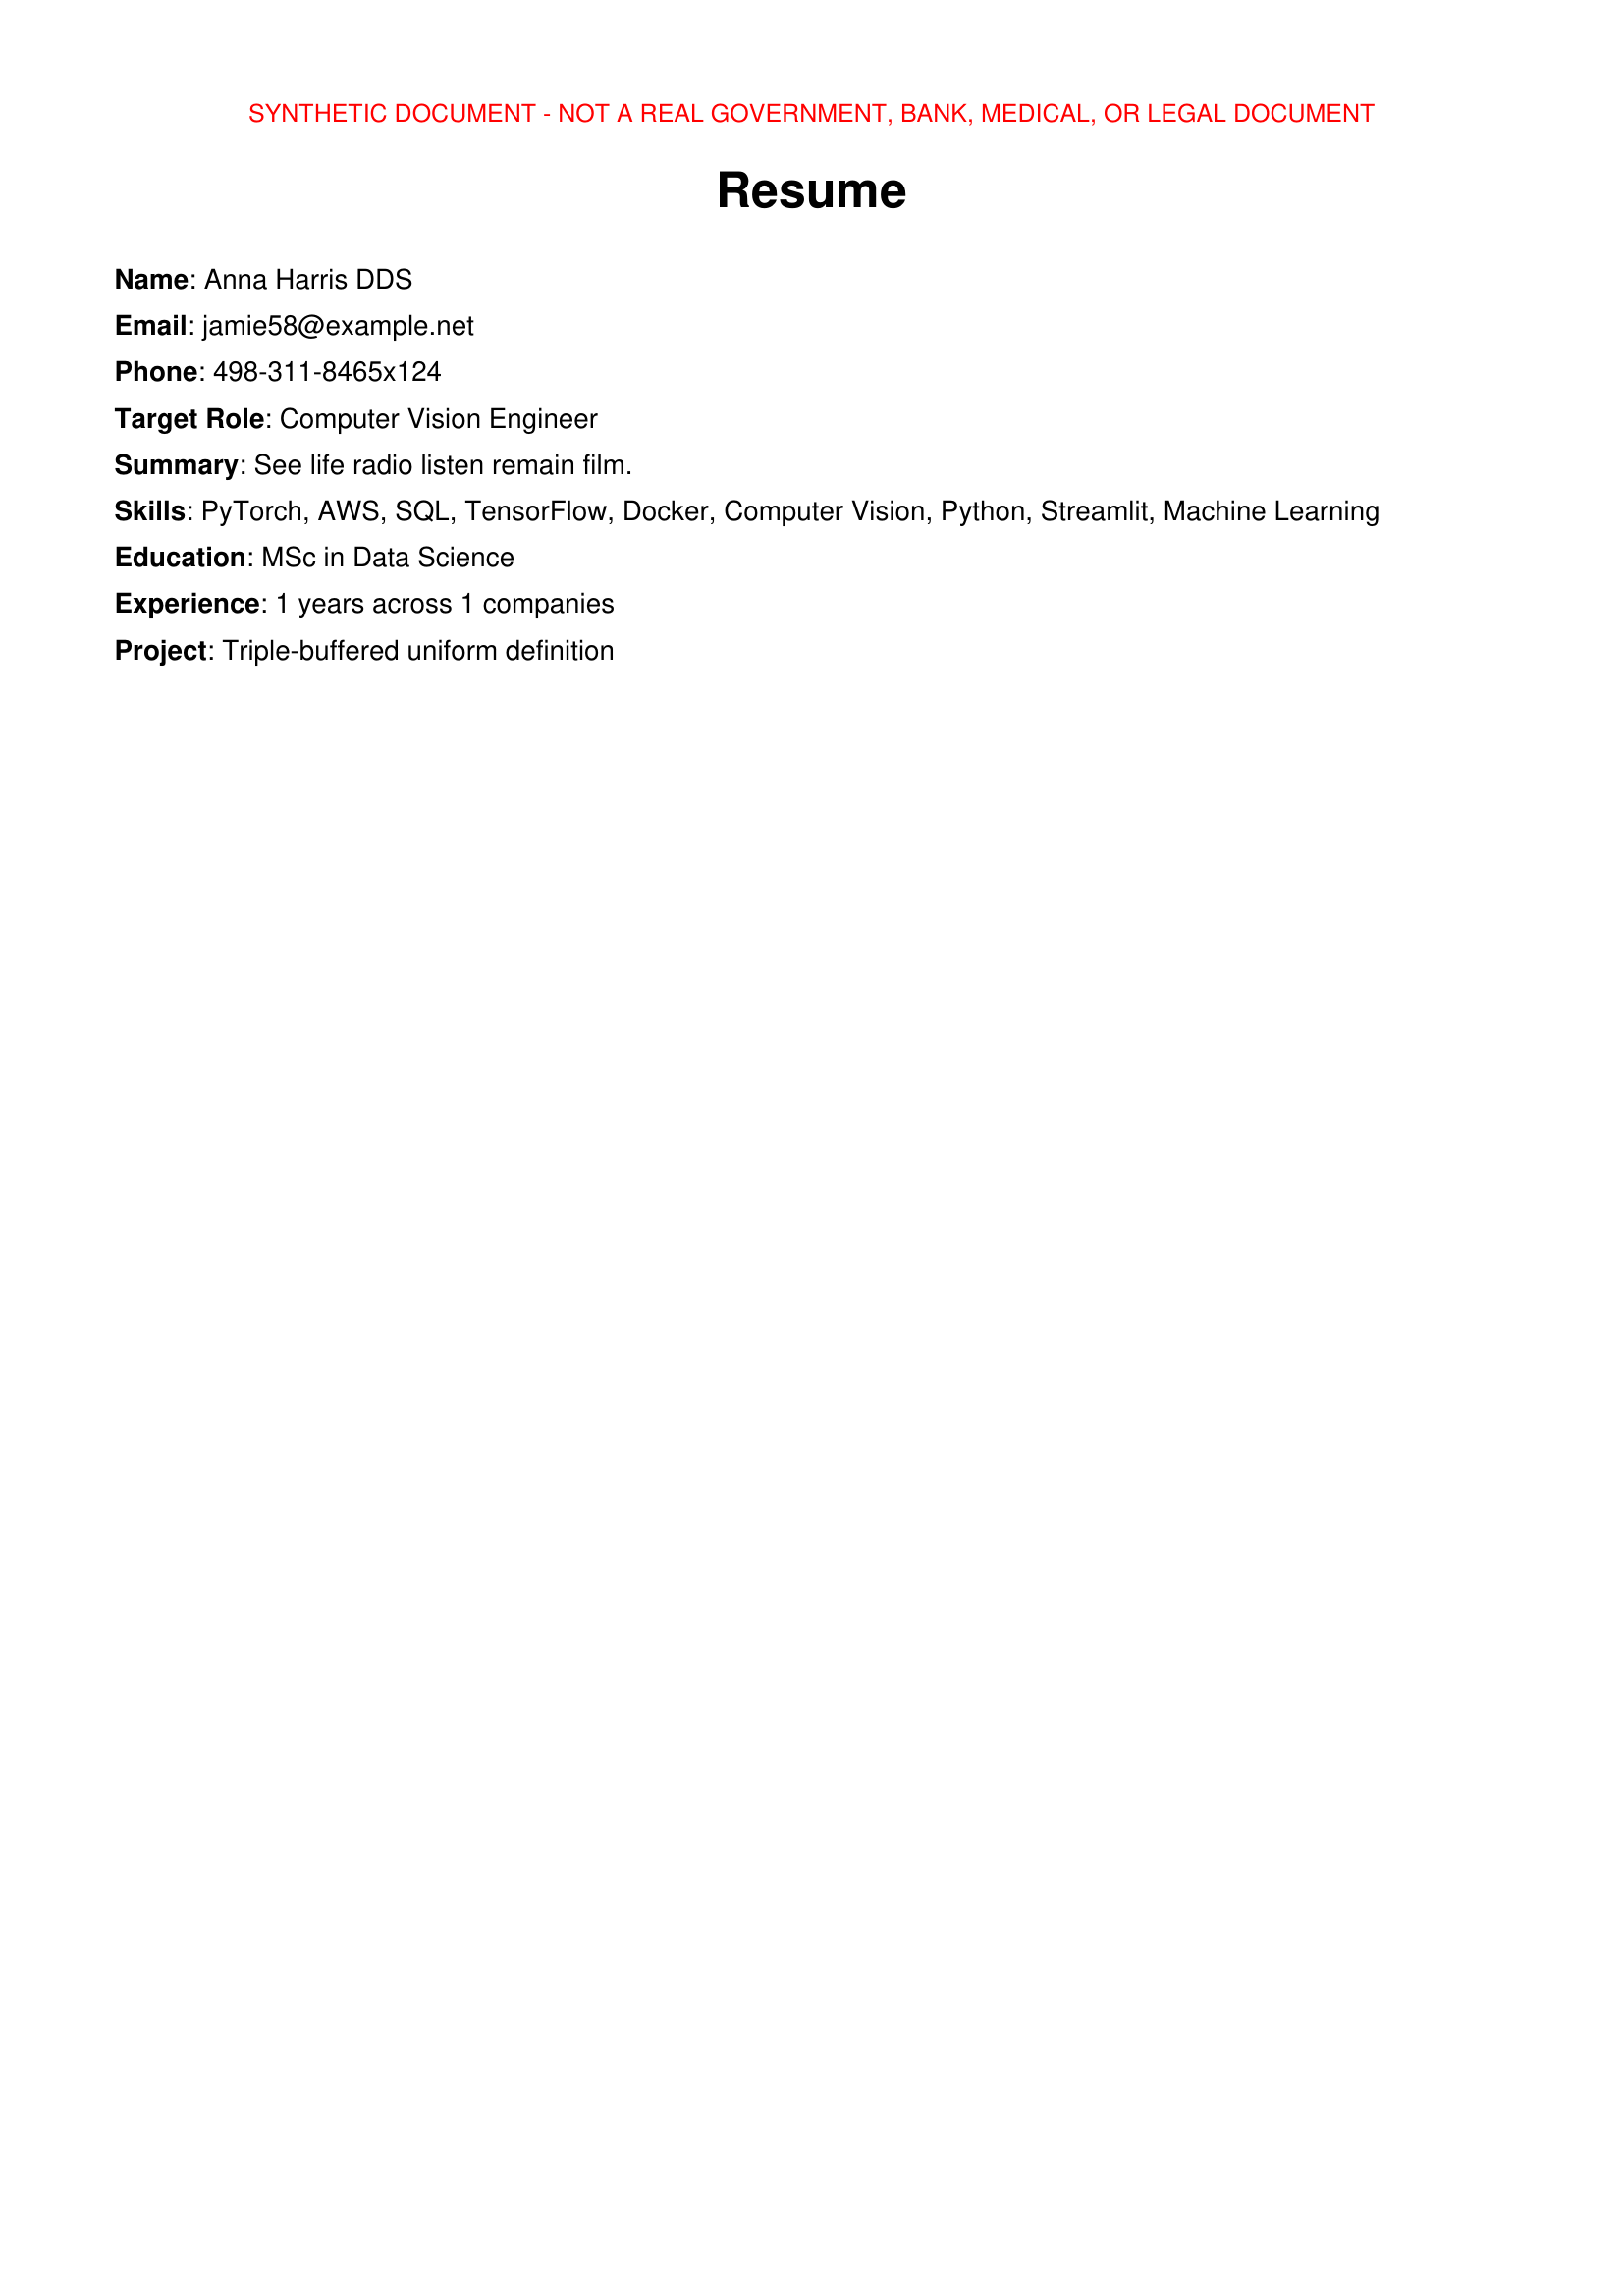 SYNTHETIC DOCUMENT - NOT A REAL GOVERNMENT, BANK, MEDICAL, OR LEGAL DOCUMENT
Resume
Name: Anna Harris DDS
Email: jamie58@example.net
Phone: 498-311-8465x124
Target Role: Computer Vision Engineer
Summary: See life radio listen remain film.
Skills: PyTorch, AWS, SQL, TensorFlow, Docker, Computer Vision, Python, Streamlit, Machine Learning
Education: MSc in Data Science
Experience: 1 years across 1 companies
Project: Triple-buffered uniform definition